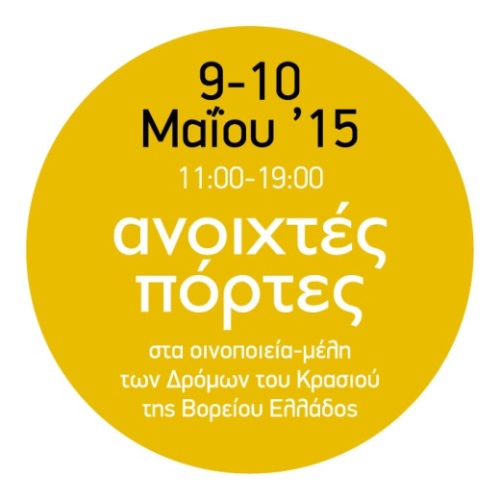 9-10
Μαΐου ’15
11:00-19:00
ανοιχτές
πόρτες
στα οινοποιεία-μέλη
των Δρόμων του Κρασιού
της Βορείου Ελλάδος